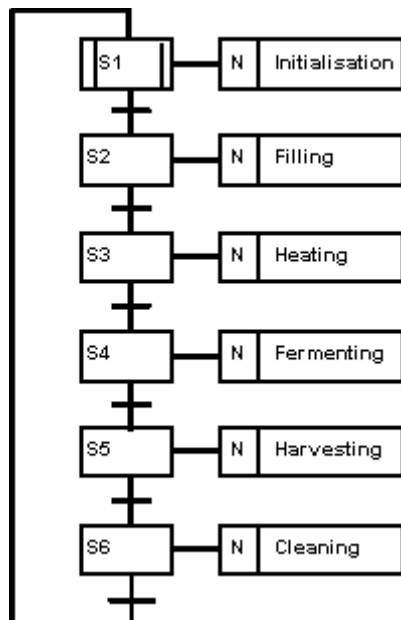 S1 N Initialisation
S2 N Filling
S3 N Heating
S4 N Fermenting
S5 N Harvesting
S6 N Cleaning